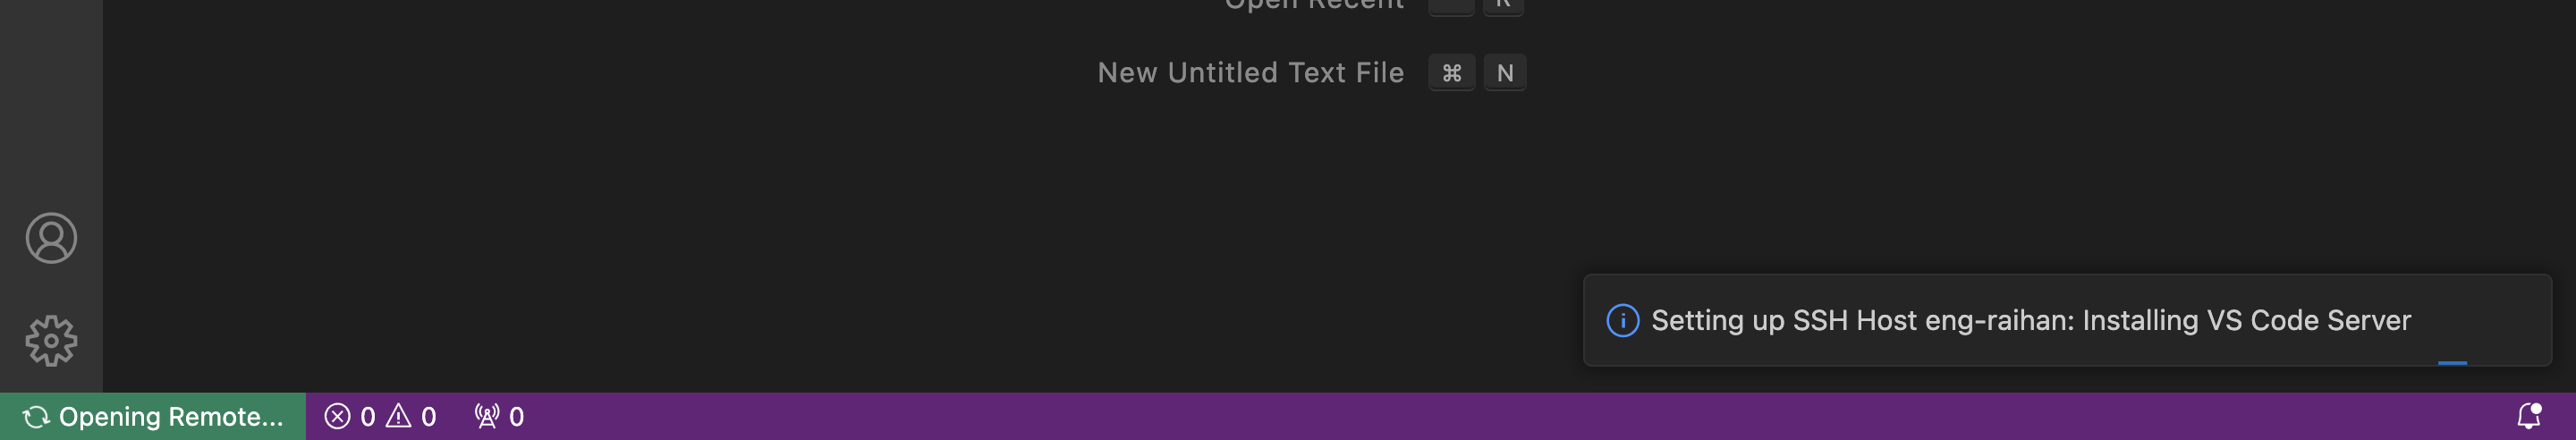 Open Recent R
New Untitled Text File ⌘ N
Setting up SSH Host eng-raihan: Installing VS Code Server
Opening Remote... 0 0 0